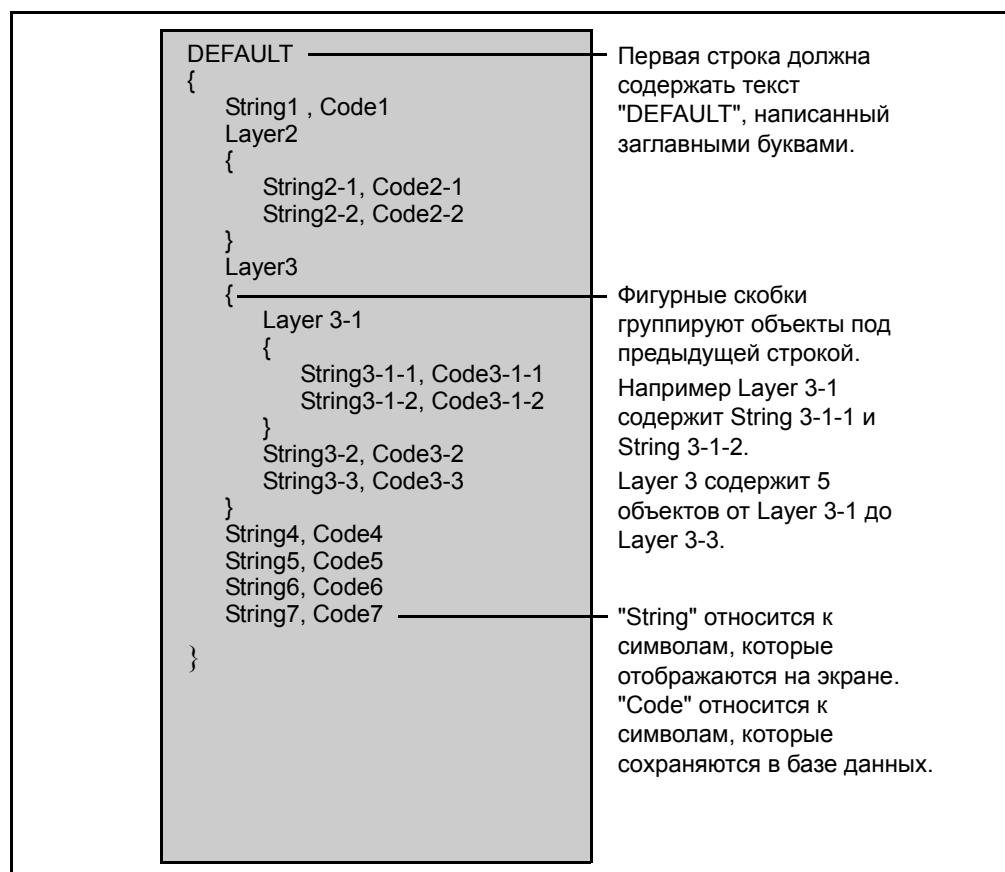 DEFAULT
{
String1 , Code1
Layer2
{
String2-1, Code2-1
String2-2, Code2-2
}
Layer3
{
Layer 3-1
{
String3-1-1, Code3-1-1
String3-1-2, Code3-1-2
}
String3-2, Code3-2
String3-3, Code3-3
}
String4, Code4
String5, Code5
String6, Code6
String7, Code7
}
Первая строка должна
содержать текст
"DEFAULT", написанный
заглавными буквами.
Фигурные скобки
группируют объекты под
предыдущей строкой.
Например Layer 3-1
содержит String 3-1-1 и
String 3-1-2.
Layer 3 содержит 5
объектов от Layer 3-1 до
Layer 3-3.
"String" относится к
символам, которые
отображаются на экране.
"Code" относится к
символам, которые
сохраняются в базе данных.